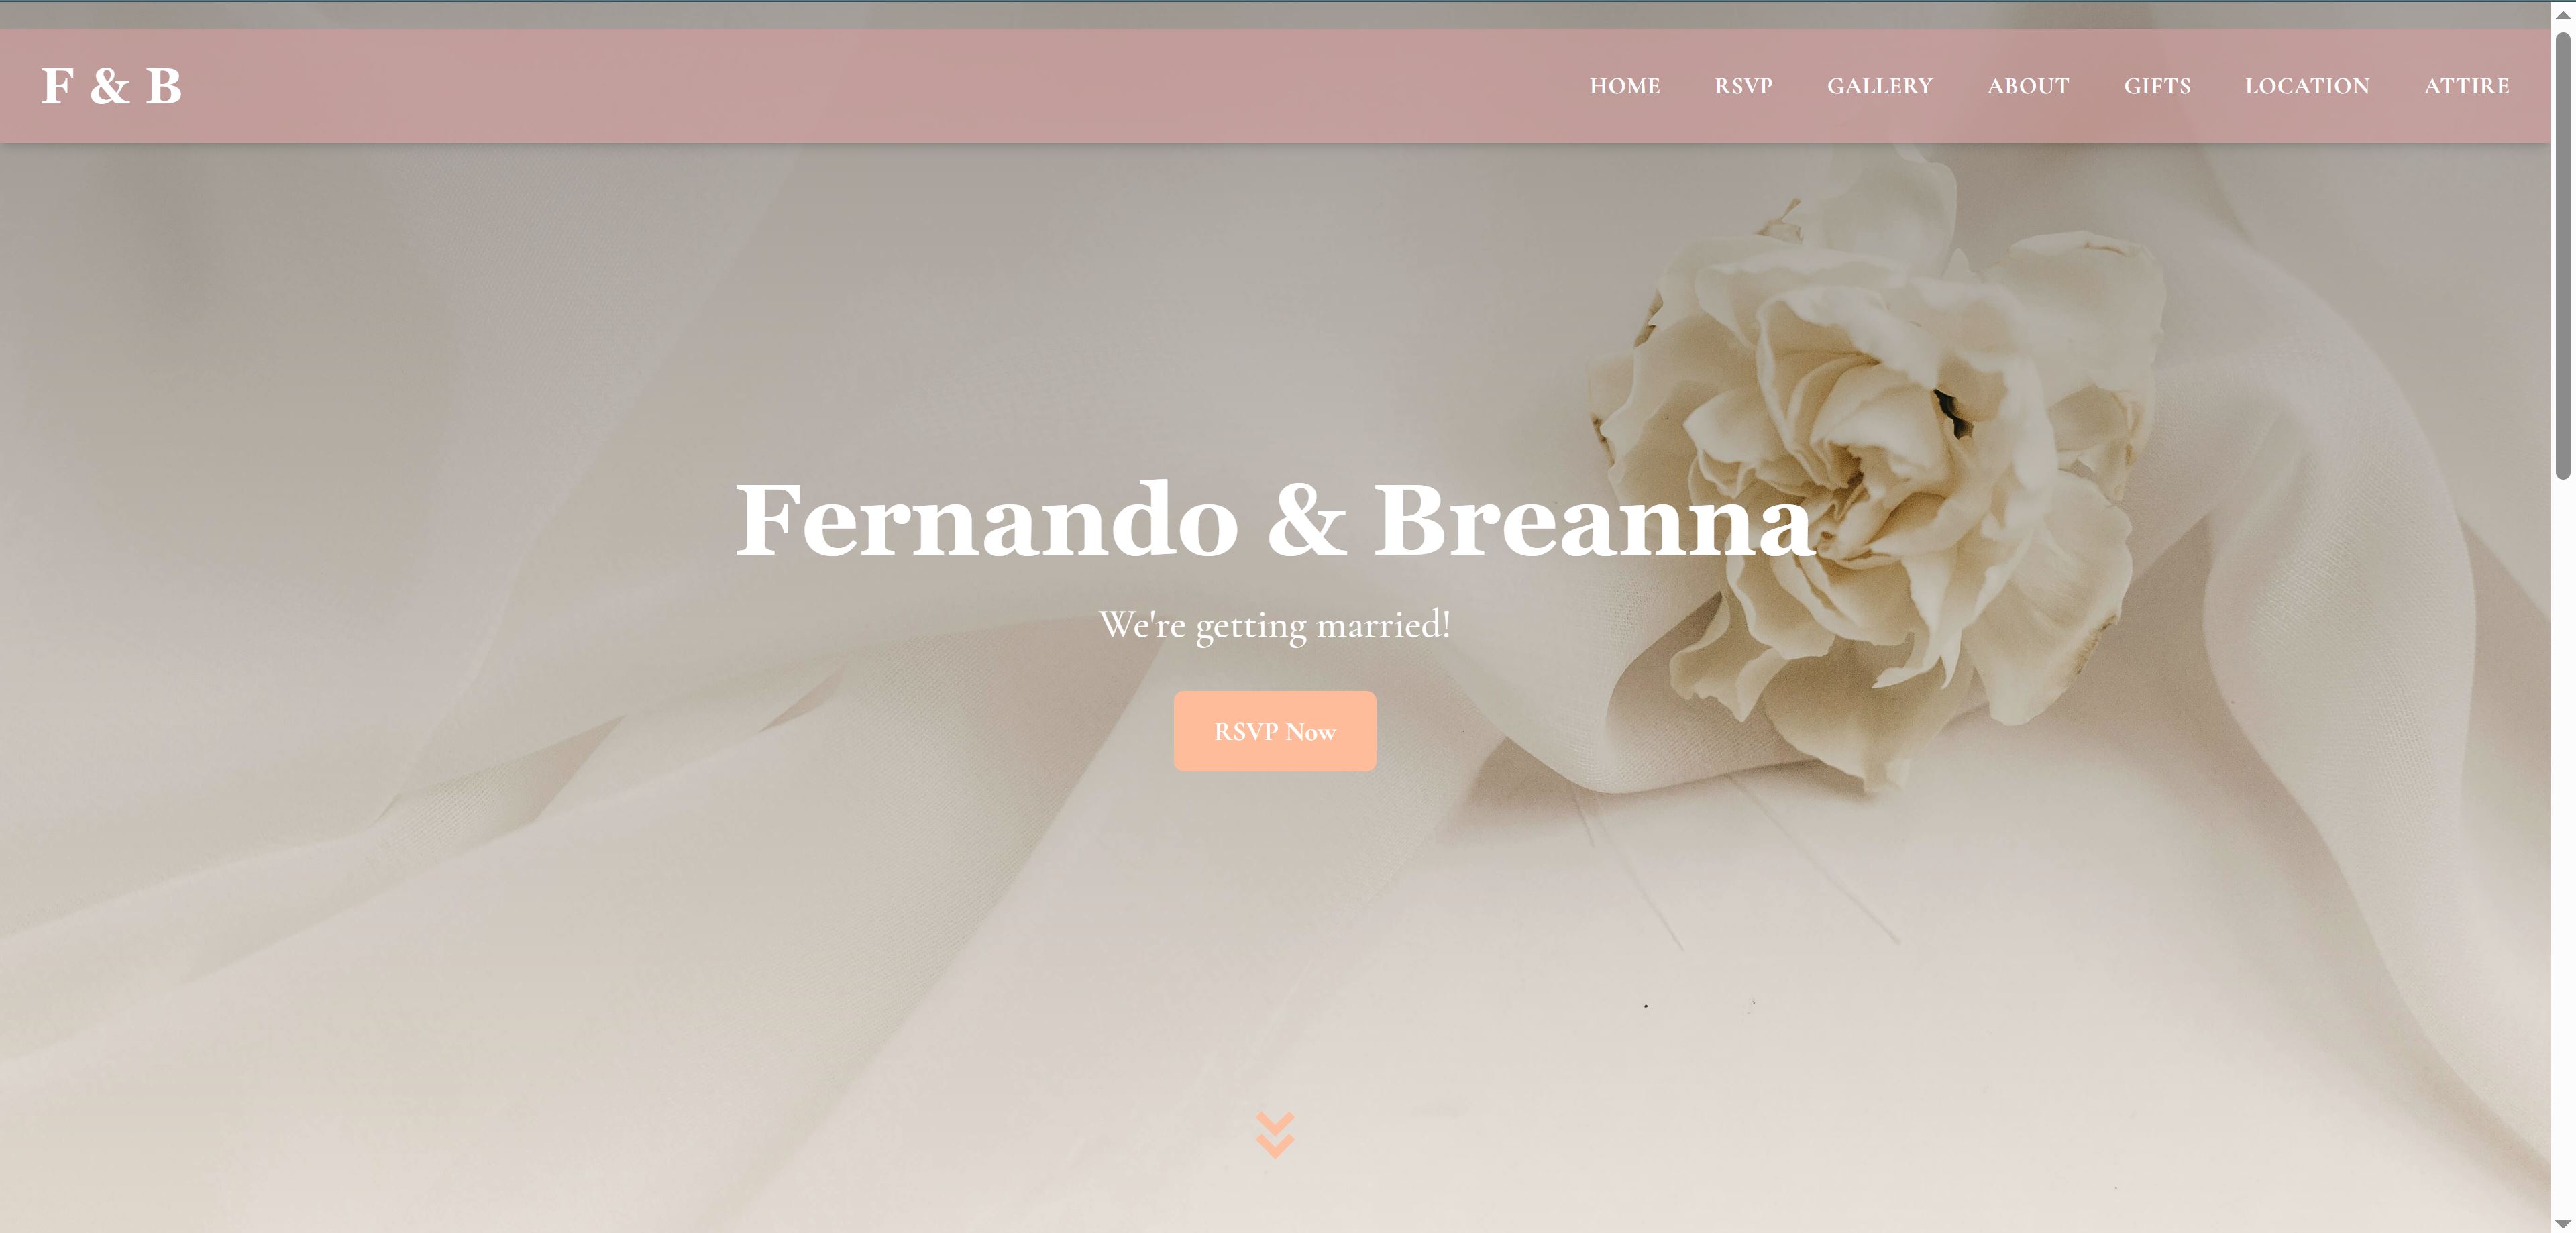 F & B
HOME RSVP GALLERY ABOUT GIFTS LOCATION ATTIRE
Fernando & Breanna
We're getting married!
RSVP Now